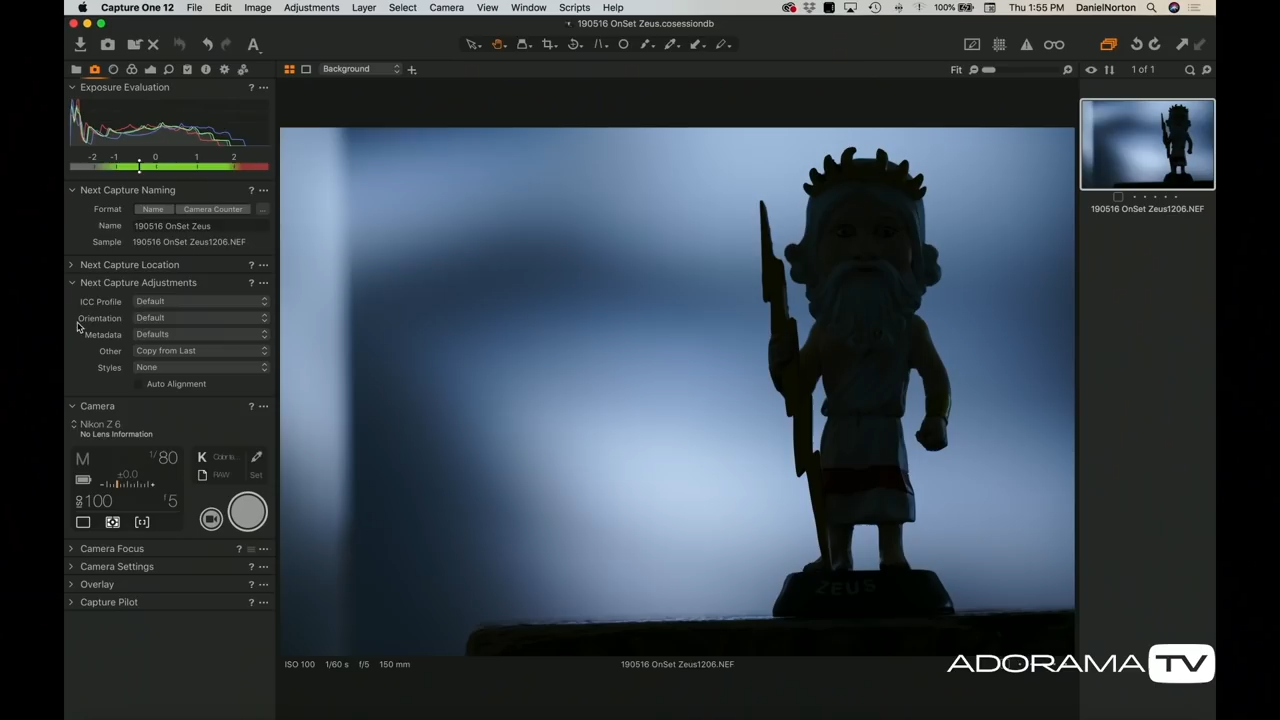 Capture One 12 File Edit Image Adjustments Layer Select Camera View Window Scripts Help 100% Thu 1:55 PM DanielNorton
190516 OnSet Zeus.cosessiondb
Background Fit 1 of 1
Exposure Evaluation ?
-2 -1 0 1 2
Next Capture Naming ?
Format Name Camera Counter ...
Name 190516 OnSet Zeus
Sample 190516 OnSet Zeus1206.NEF
Next Capture Location ?
Next Capture Adjustments ?
ICC Profile Default
Orientation Default
Metadata Defaults
Other Copy from Last
Styles None
Auto Alignment
Camera ?
Nikon Z 6
No Lens Information
M 1/80 K
±0.0 RAW Set
ISO 100 f 5
Camera Focus ?
Camera Settings ?
Overlay ?
Capture Pilot ?
ZEUS
ISO 100 1/60 s f/5 150 mm 190516 OnSet Zeus1206.NEF
190516 OnSet Zeus1206.NEF
ADORAMA TV